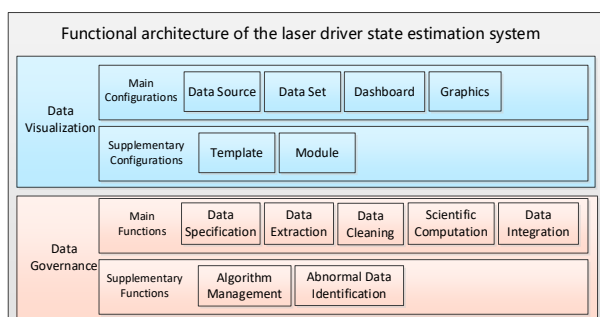 Functional architecture of the laser driver state estimation system
Data
Visualization
Main
Configurations
Data Source
Data Set
Dashboard
Graphics
Supplementary
Configurations
Template
Module
Data
Governance
Main
Functions
Data
Specification
Data
Extraction
Data
Cleaning
Scientific
Computation
Data
Integration
Supplementary
Functions
Algorithm
Management
Abnormal Data
Identification